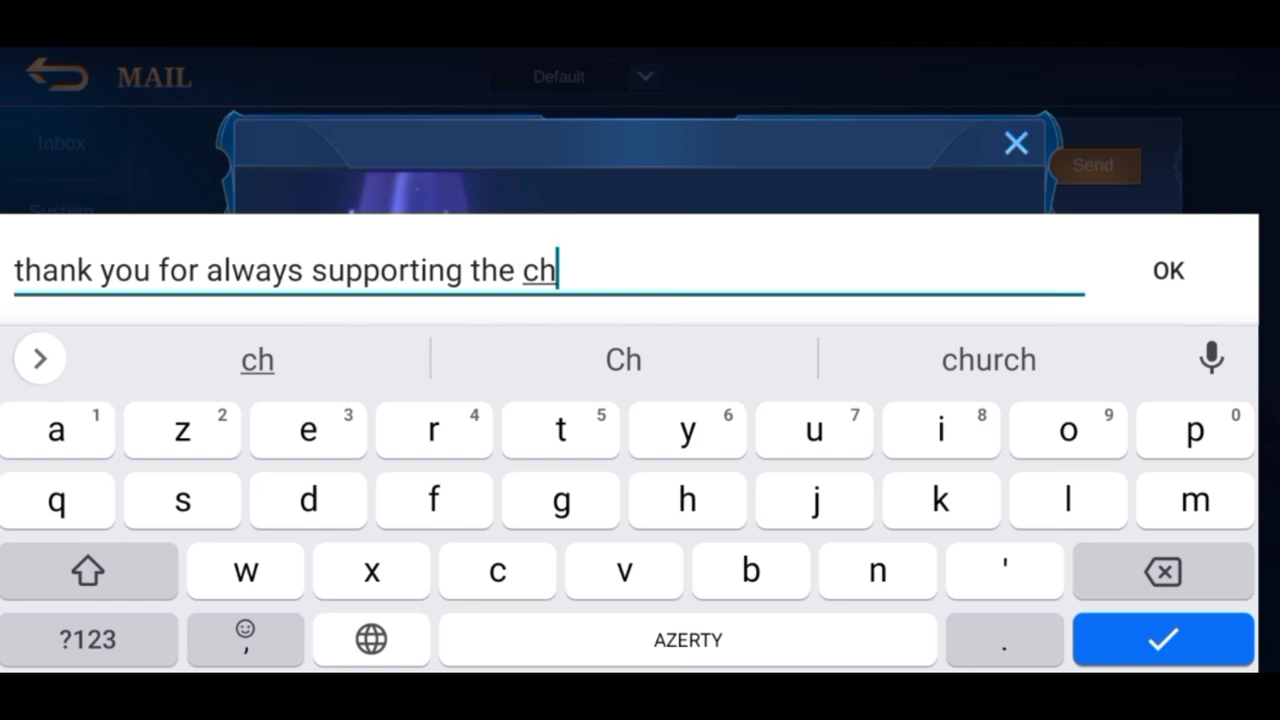 MAIL
Default
Inbox
Send
System
thank you for always supporting the ch
OK
ch
Ch
church
a 1 z 2 e 3 r 4 t 5 y 6 u 7 i 8 o 9 p 0
q s d f g h j k l m
w x c v b n '
?123 , AZERTY .